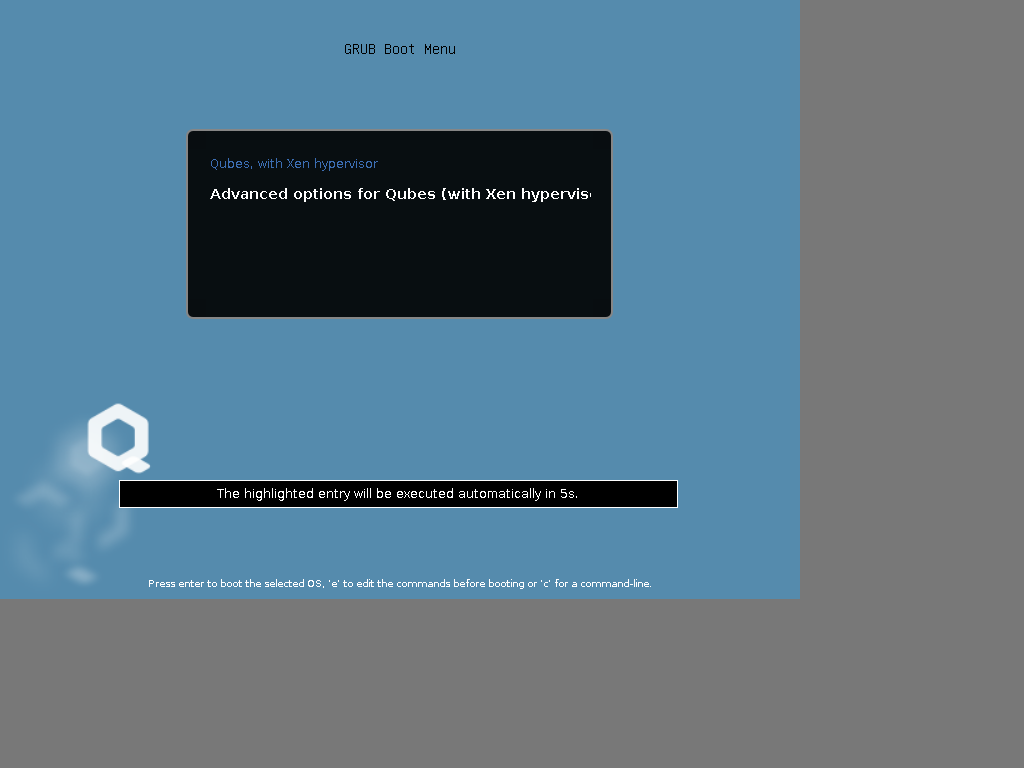 GRUB Boot Menu
Qubes, with Xen hypervisor
Advanced options for Qubes (with Xen hyperviso
The highlighted entry will be executed automatically in 5s.
Press enter to boot the selected OS, 'e' to edit the commands before booting or 'c' for a command-line.